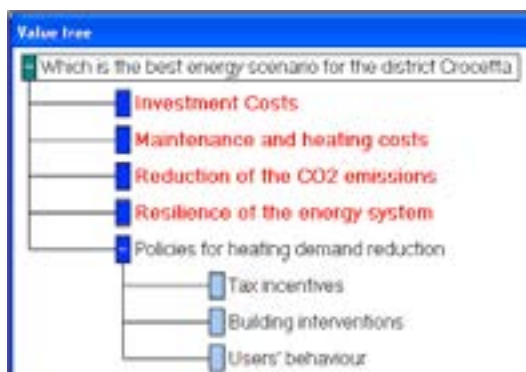 Value tree
Which is the best energy scenario for the district Crocetta
Investment Costs
Maintenance and heating costs
Reduction of the CO2 emissions
Resilience of the energy system
Policies for heating demand reduction
Tax incentives
Building interventions
Users' behaviour